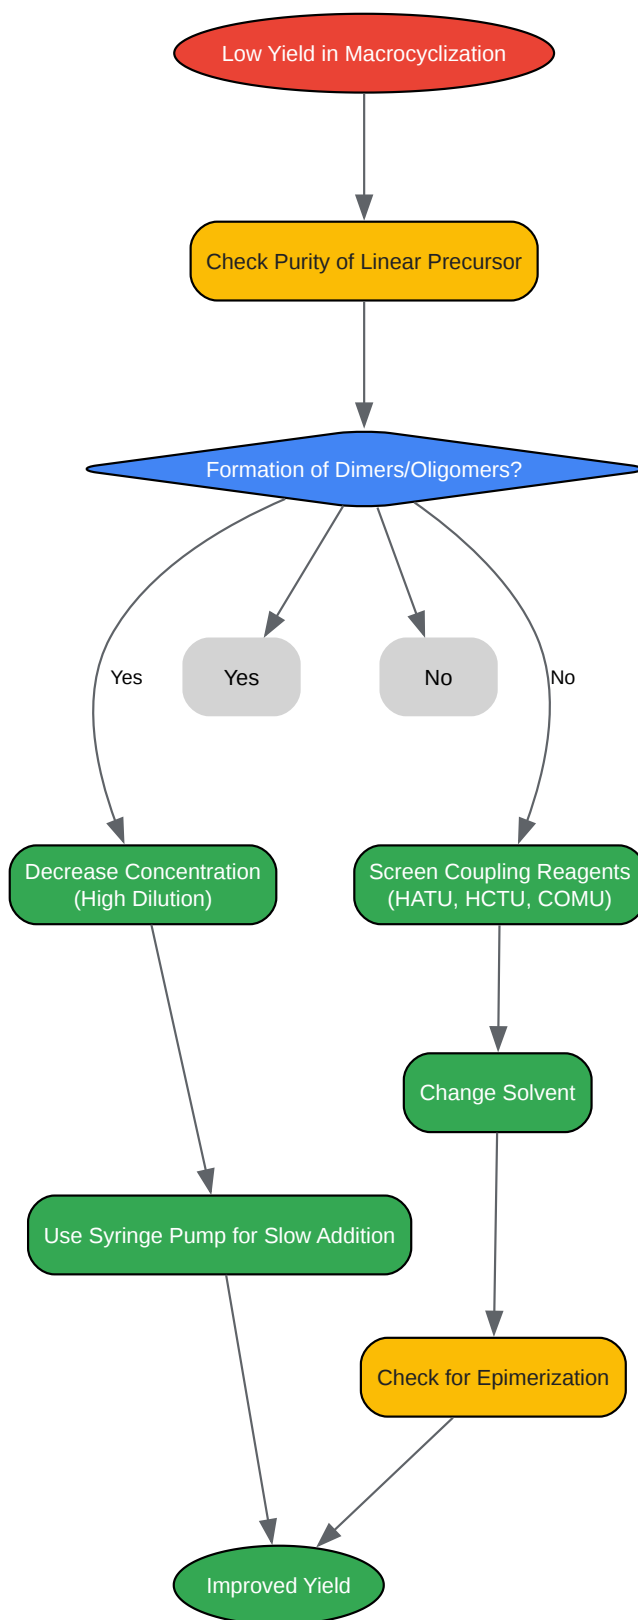 Low Yield in Macrocyclization
Check Purity of Linear Precursor
Formation of Dimers/Oligomers?
Yes
Yes
No
No
Decrease Concentration
(High Dilution)
Screen Coupling Reagents
(HATU, HCTU, COMU)
Change Solvent
Use Syringe Pump for Slow Addition
Check for Epimerization
Improved Yield